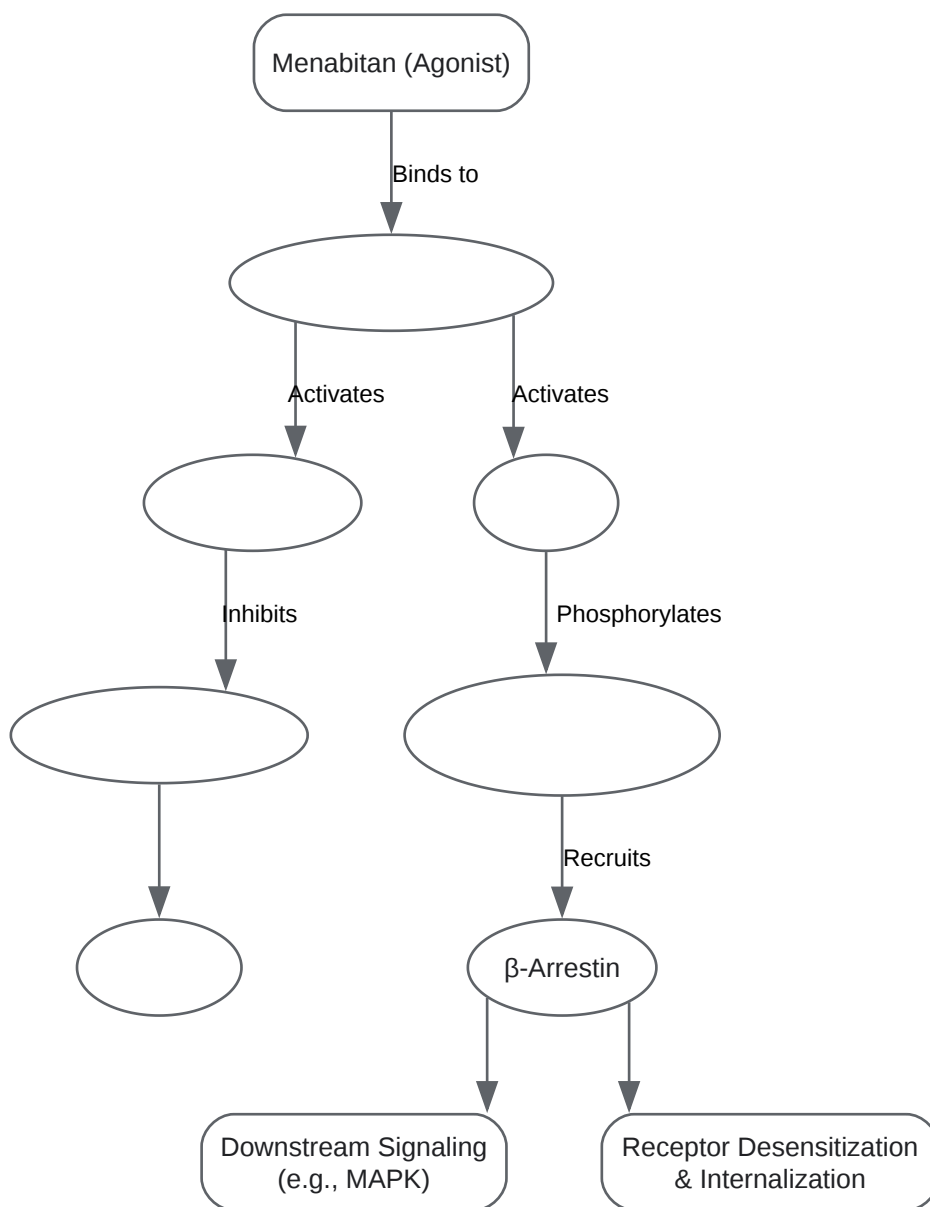 Menabitan (Agonist)
Binds to
Activates
Activates
Inhibits
Phosphorylates
Recruits
β-Arrestin
Downstream Signaling
(e.g., MAPK)
Receptor Desensitization
& Internalization